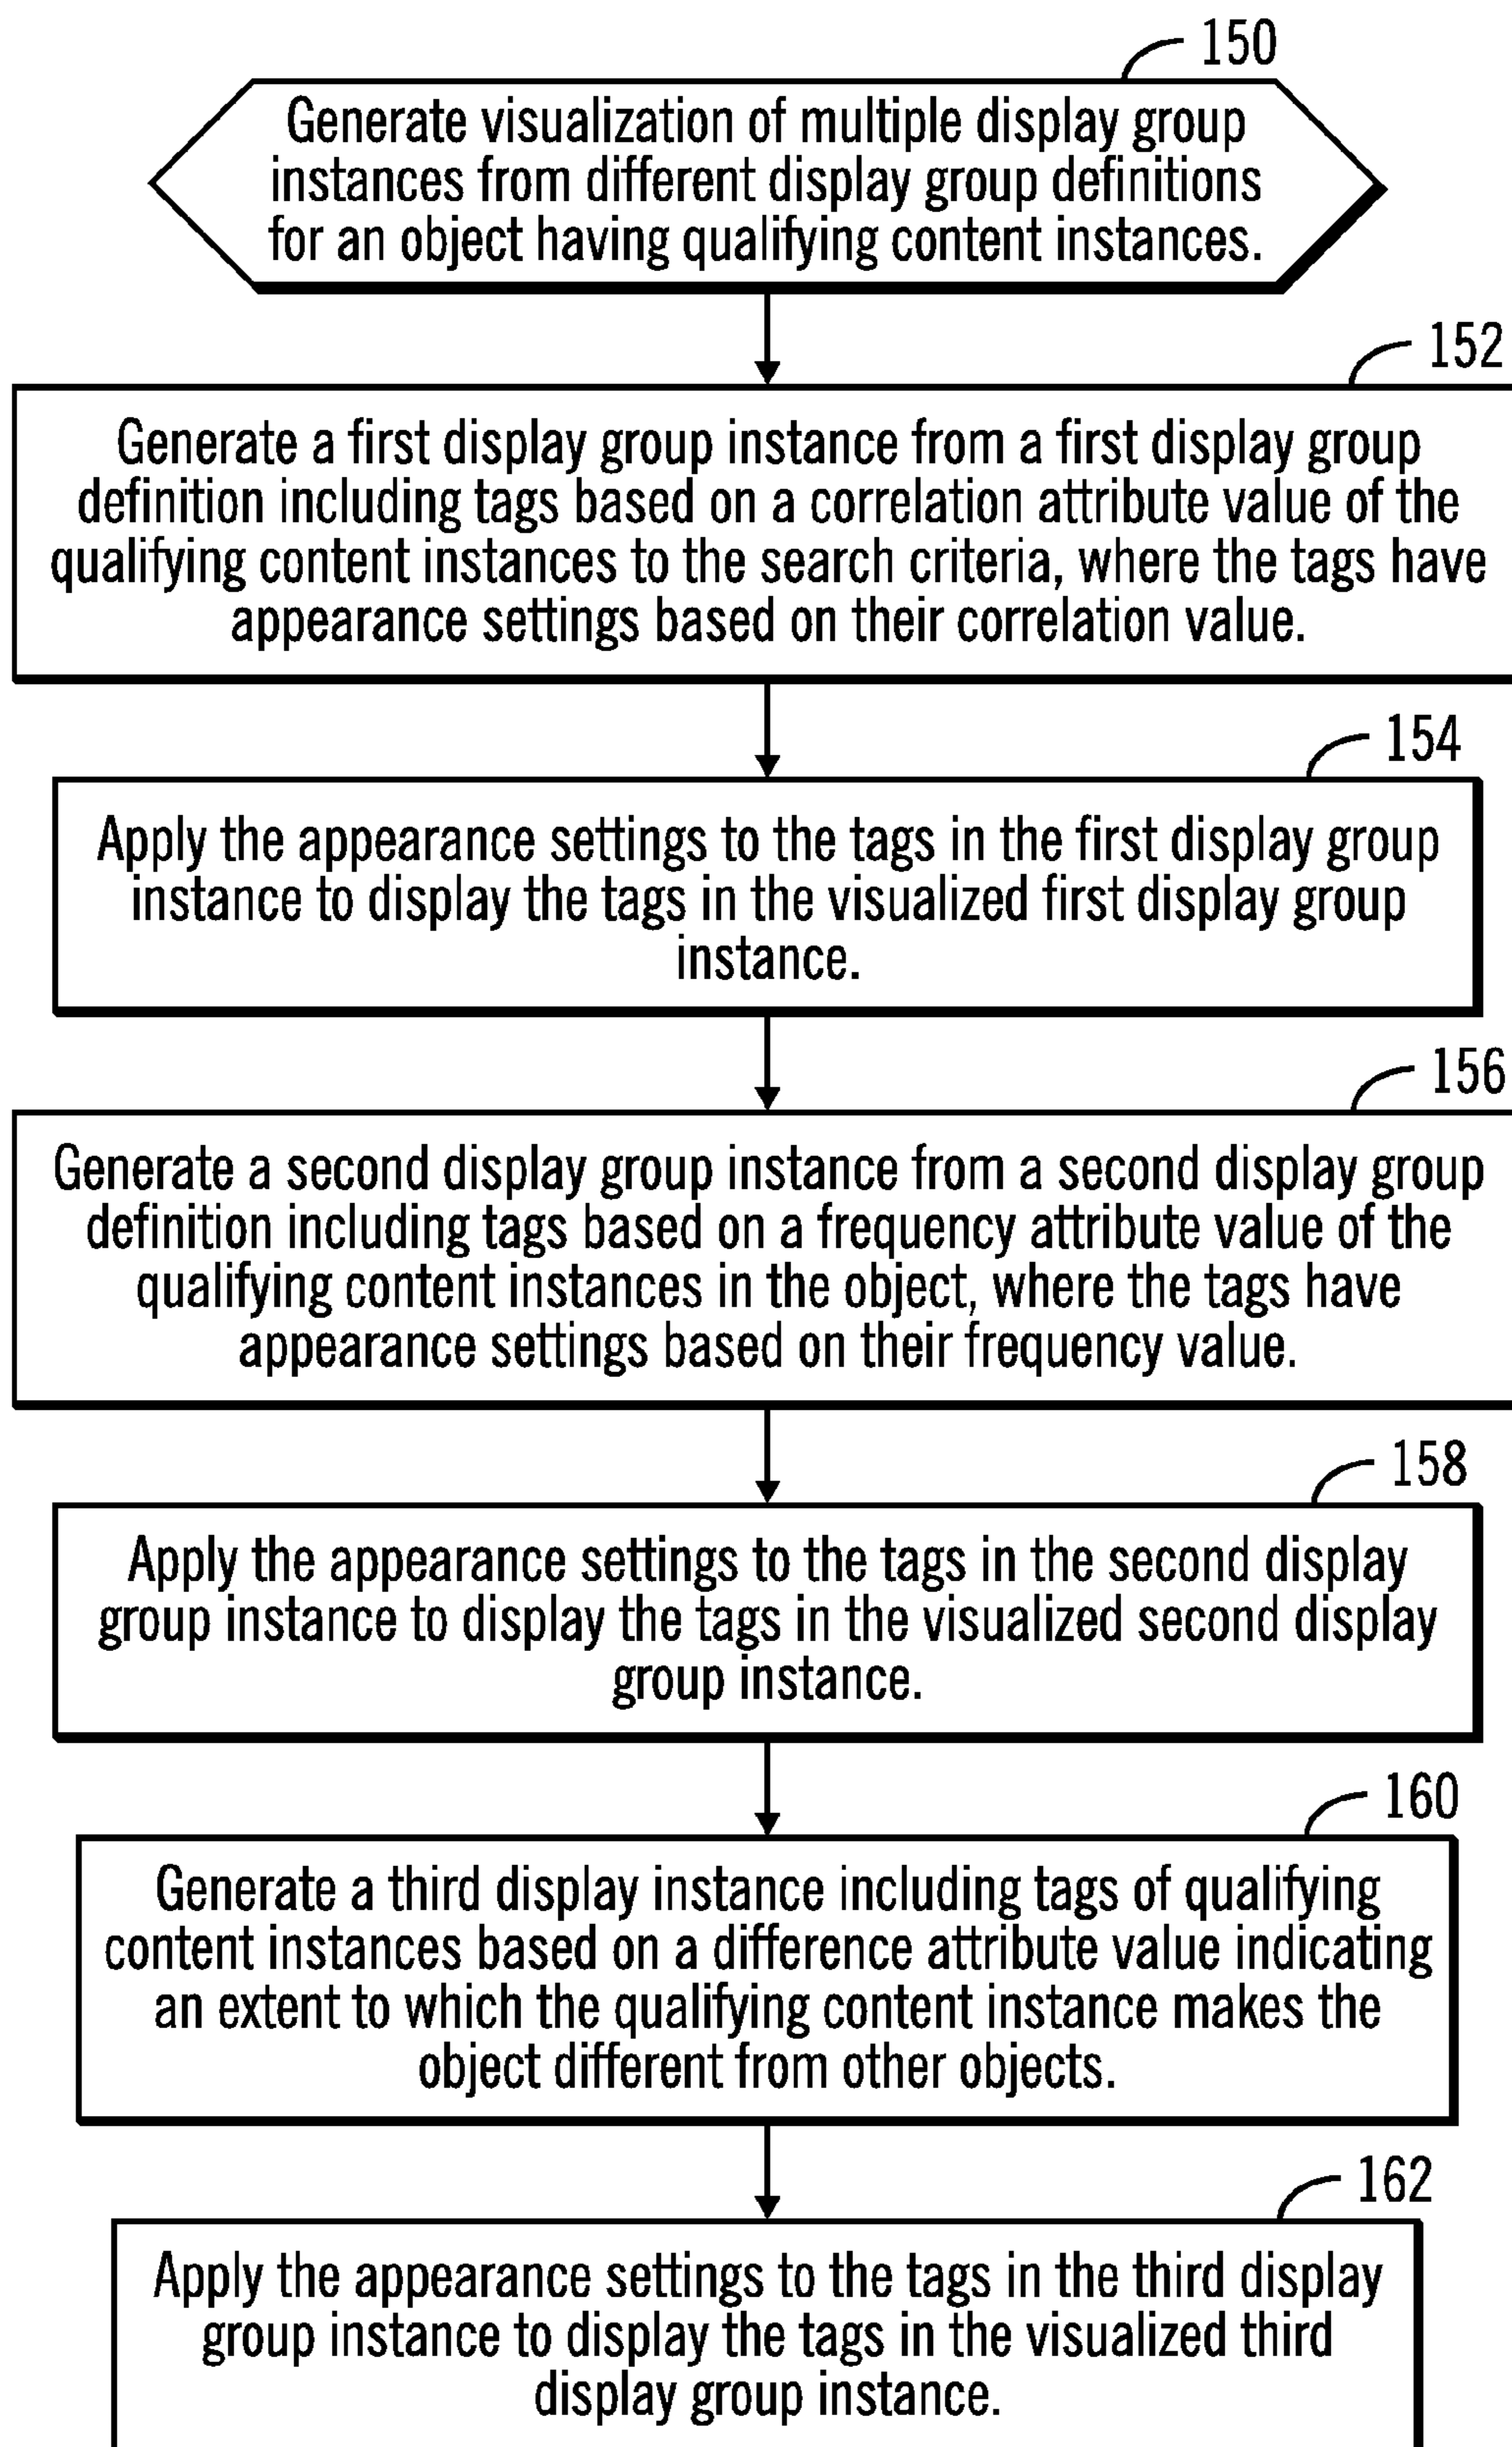 150
Generate visualization of multiple display group
instances from different display group definitions
for an object having qualifying content instances.
152
Generate a first display group instance from a first display group
definition including tags based on a correlation attribute value of the
qualifying content instances to the search criteria, where the tags have
appearance settings based on their correlation value.
154
Apply the appearance settings to the tags in the first display group
instance to display the tags in the visualized first display group
instance.
156
Generate a second display group instance from a second display group
definition including tags based on a frequency attribute value of the
qualifying content instances in the object, where the tags have
appearance settings based on their frequency value.
158
Apply the appearance settings to the tags in the second display
group instance to display the tags in the visualized second display
group instance.
160
Generate a third display instance including tags of qualifying
content instances based on a difference attribute value indicating
an extent to which the qualifying content instance makes the
object different from other objects.
162
Apply the appearance settings to the tags in the third display
group instance to display the tags in the visualized third
display group instance.